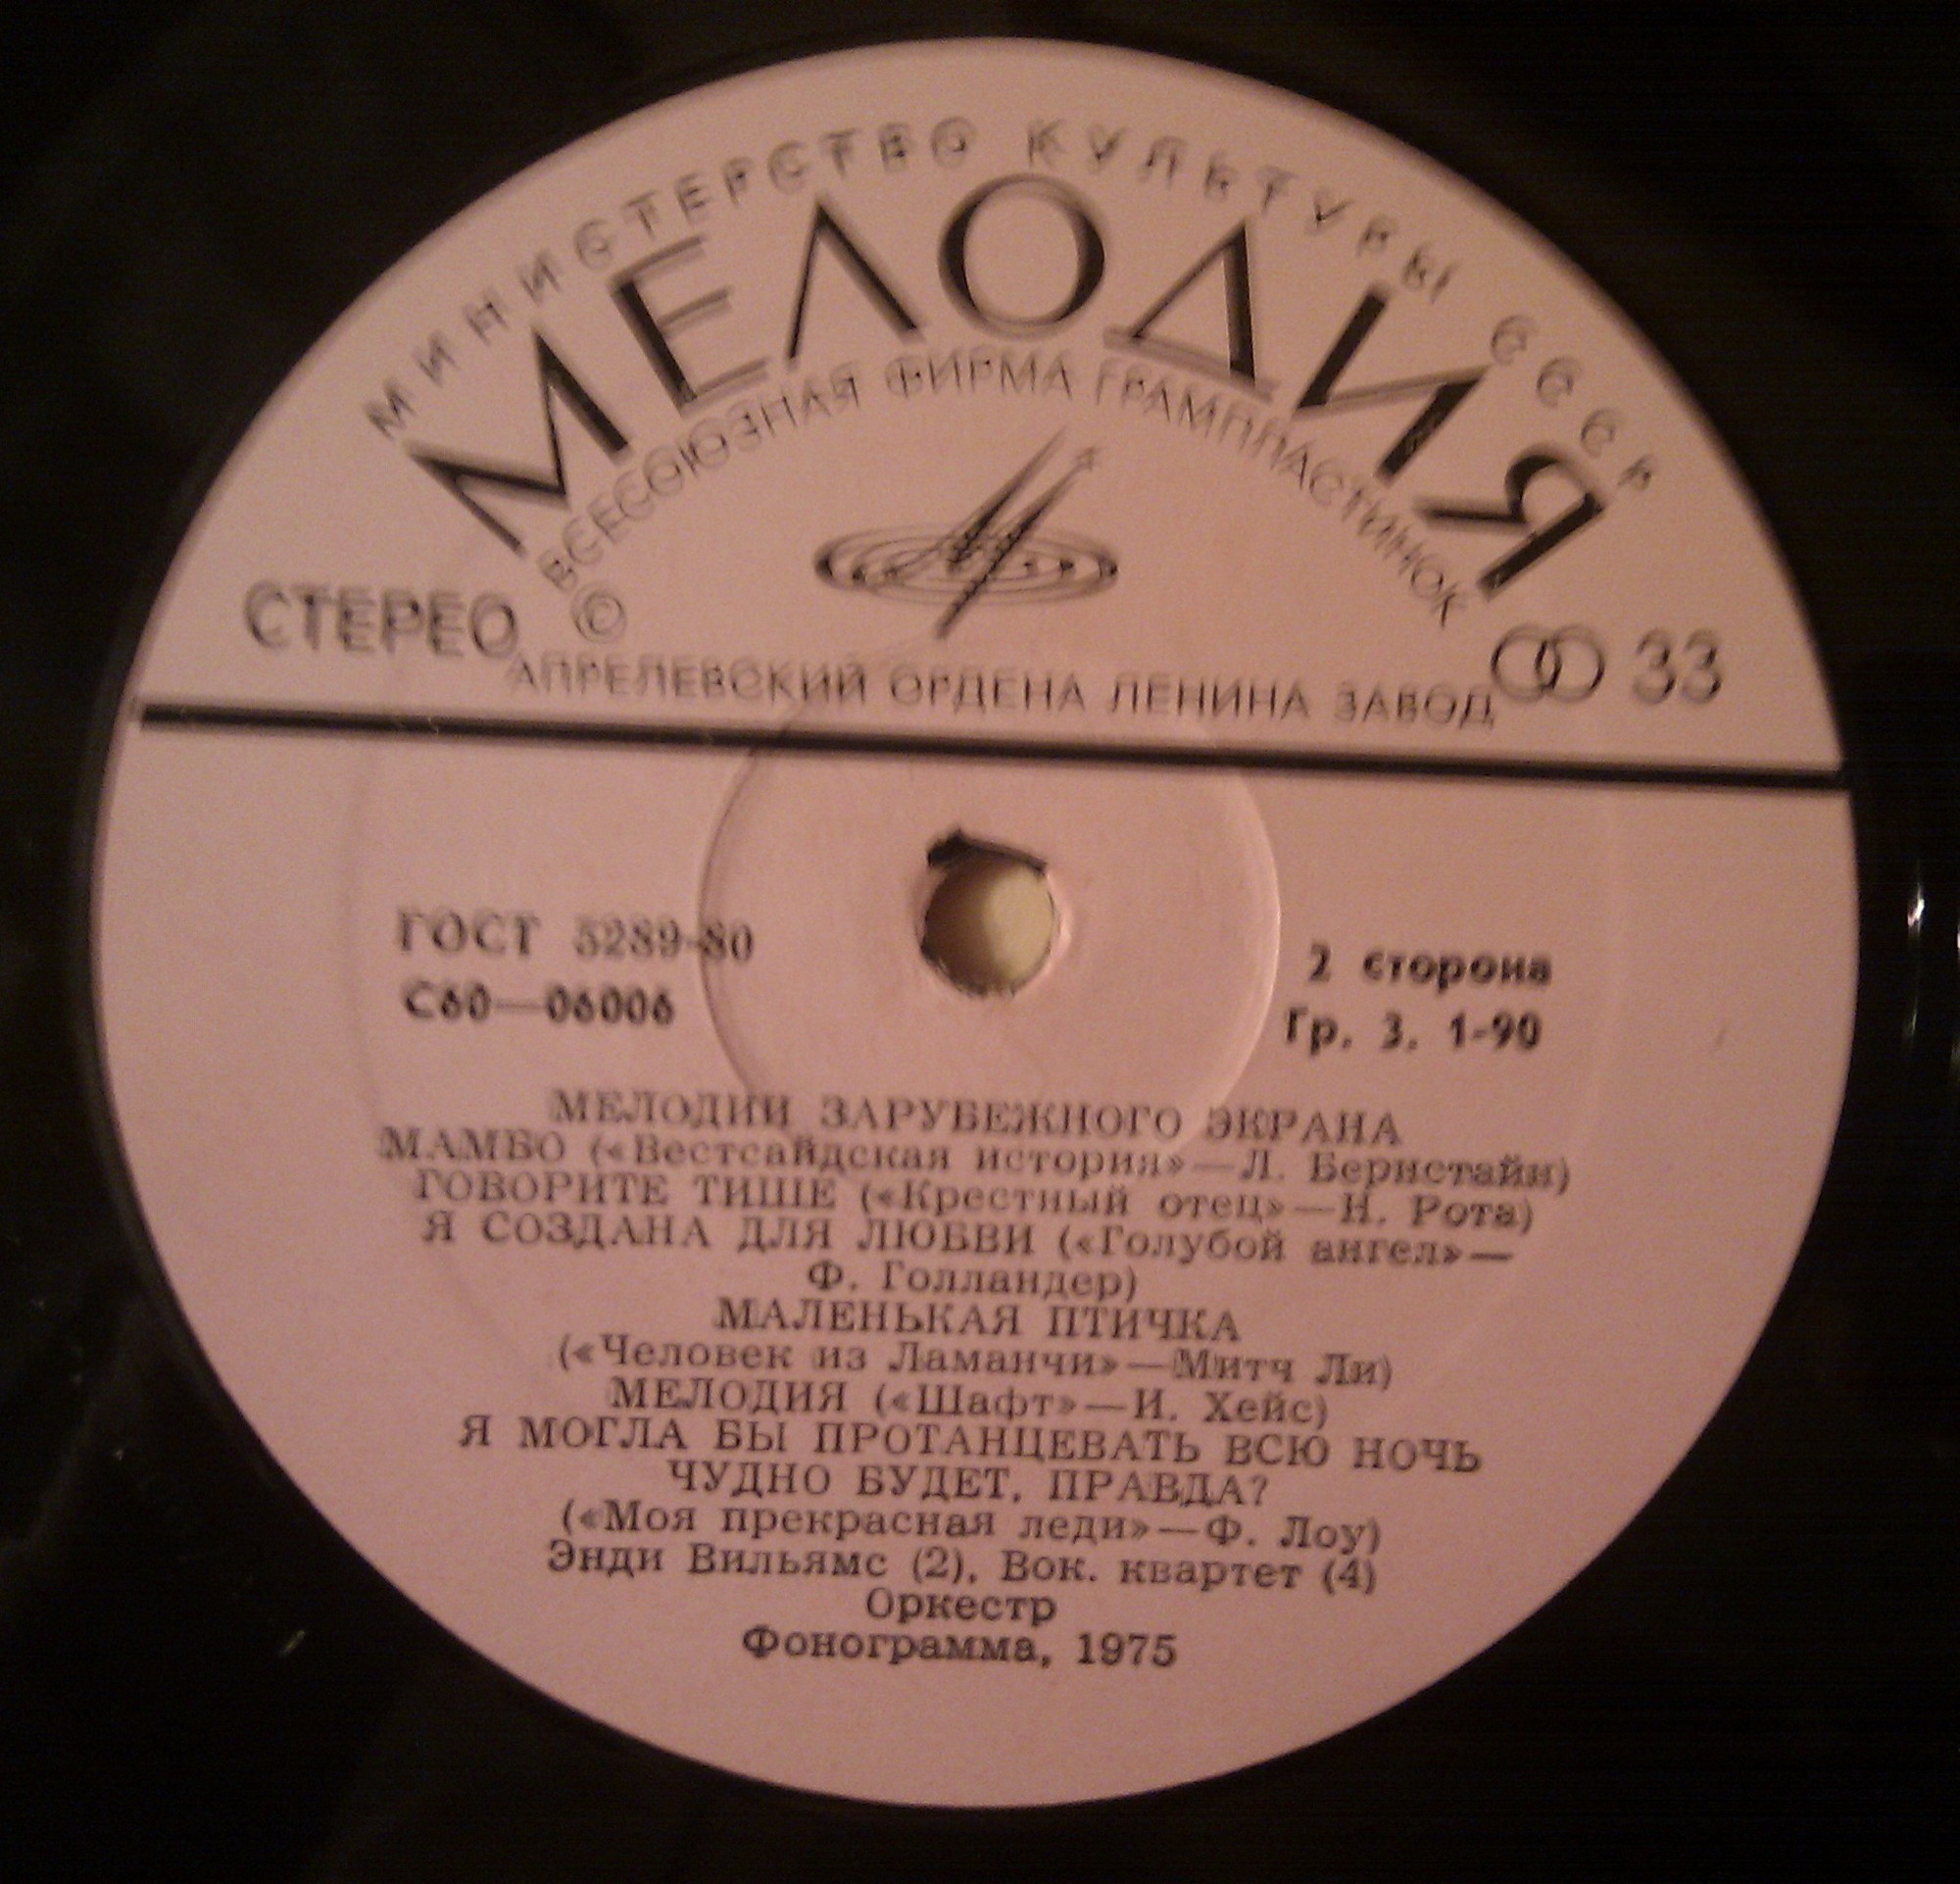 МИНИСТЕРСТВО КУЛЬТУРЫ СССР
МЕЛОДИЯ
ВСЕСОЮЗНАЯ ФИРМА ГРАМПЛАСТИНОК
©
СТЕРЕО
33
АПРЕЛЕВСКИЙ ОРДЕНА ЛЕНИНА ЗАВОД
ГОСТ 5289-80
2 сторона
С60—06006
Гр. 3. 1-90
МЕЛОДИИ ЗАРУБЕЖНОГО ЭКРАНА
МАМБО («Вестсайдская история»—Л. Бернстайн)
ГОВОРИТЕ ТИШЕ («Крестный отец»—Н. Рота)
Я СОЗДАНА ДЛЯ ЛЮБВИ («Голубой ангел»—
Ф. Голландер)
МАЛЕНЬКАЯ ПТИЧКА
(«Человек из Ламанчи»—Митч Ли)
МЕЛОДИЯ («Шафт»—И. Хейс)
Я МОГЛА БЫ ПРОТАНЦЕВАТЬ ВСЮ НОЧЬ
ЧУДНО БУДЕТ, ПРАВДА?
(«Моя прекрасная леди»—Ф. Лоу)
Энди Вильямс (2), Вок. квартет (4)
Оркестр
Фонограмма, 1975